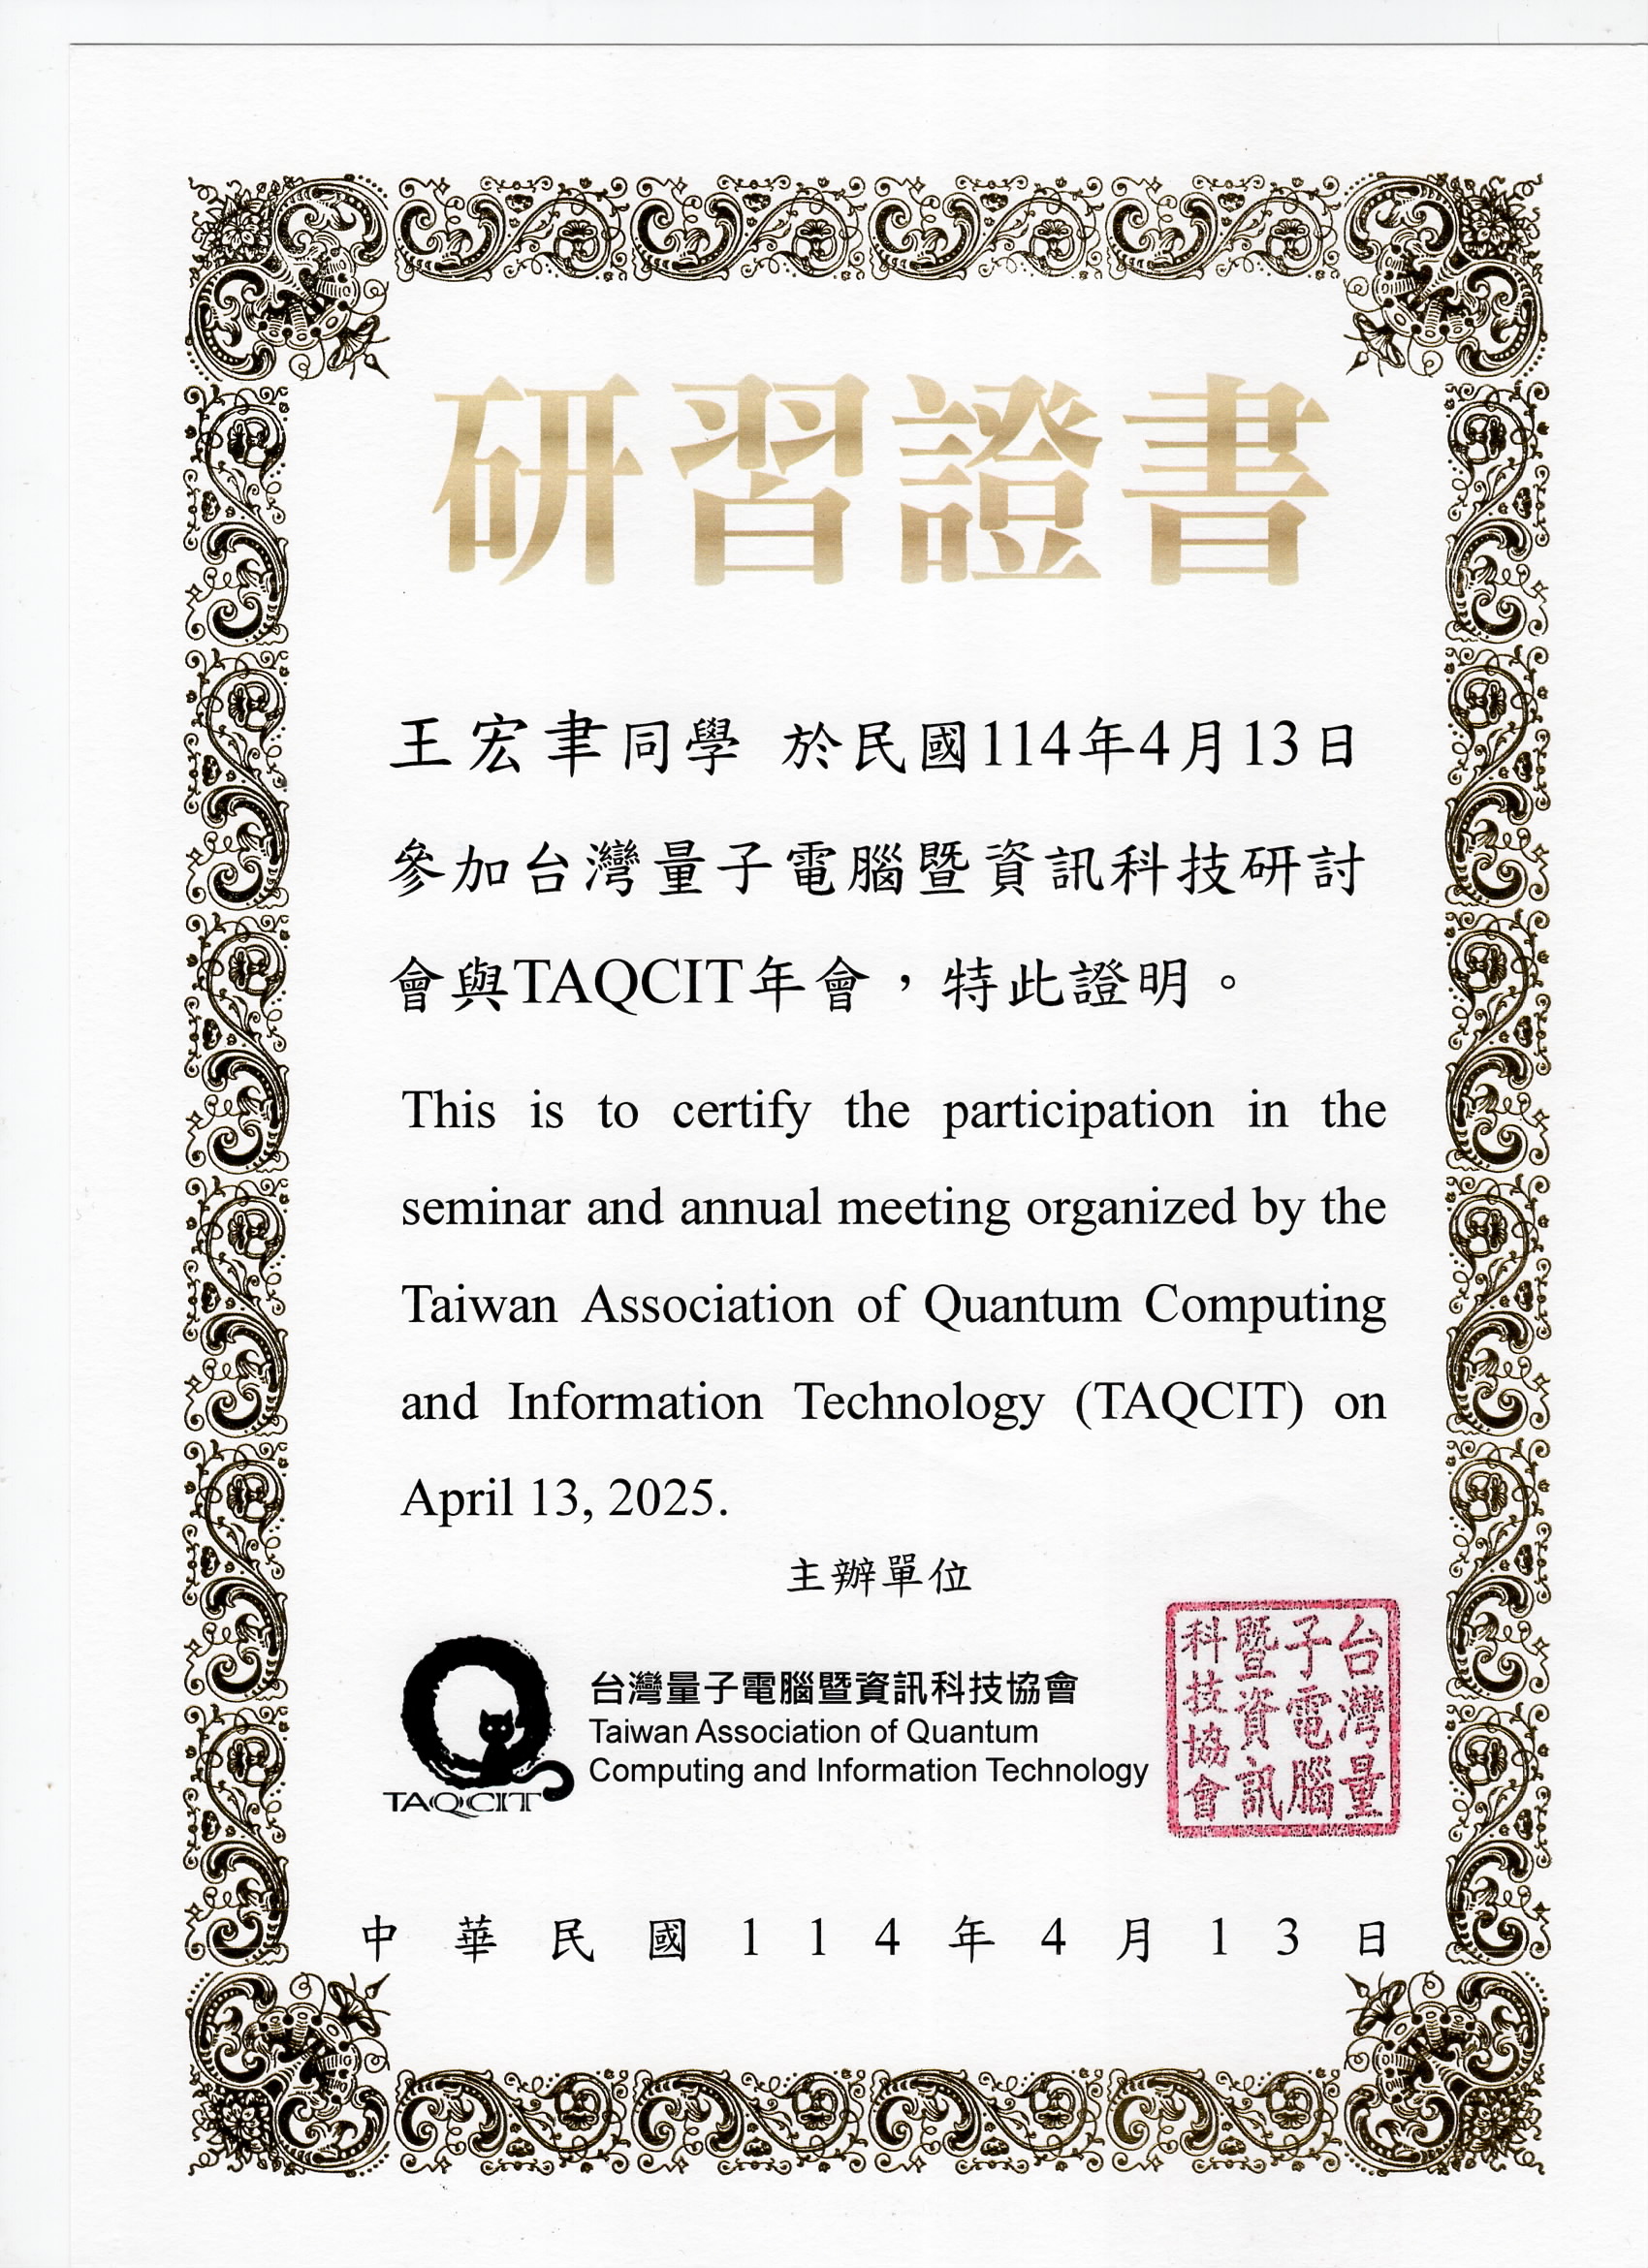 研習證書
王宏聿同學 於民國114年4月13日
參加台灣量子電腦暨資訊科技研討
會與TAQCIT年會，特此證明。
This is to certify the participation in the
seminar and annual meeting organized by the
Taiwan Association of Quantum Computing
and Information Technology (TAQCIT) on
April 13, 2025.
主辦單位
TAQCIT
台灣量子電腦暨資訊科技協會
Taiwan Association of Quantum
Computing and Information Technology
台灣量
子電腦
暨資訊
科技協會
中華民國114年4月13日